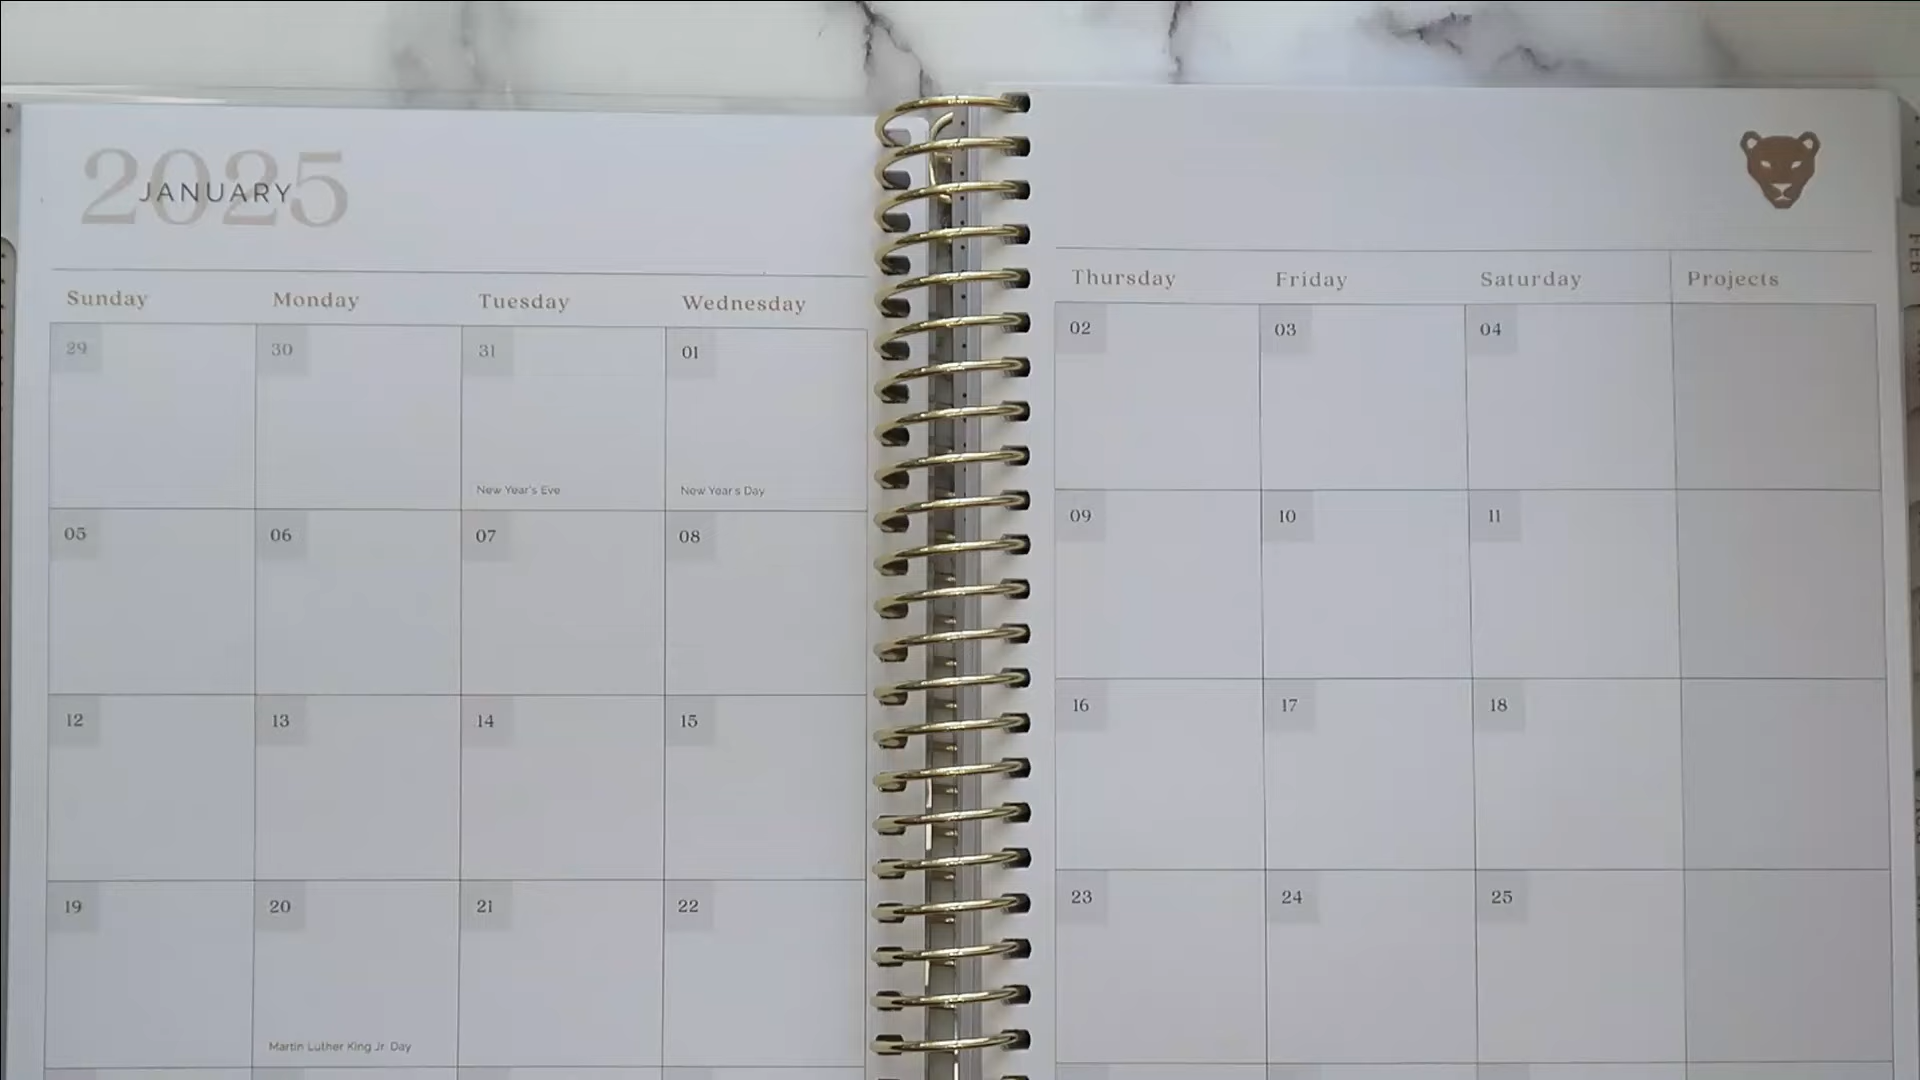 2025
JANUARY
Sunday Monday Tuesday Wednesday
29 30 31 01
New Year's Eve New Year's Day
05 06 07 08
12 13 14 15
19 20 21 22
Martin Luther King Jr. Day
Thursday Friday Saturday Projects
02 03 04
09 10 11
16 17 18
23 24 25
FEB